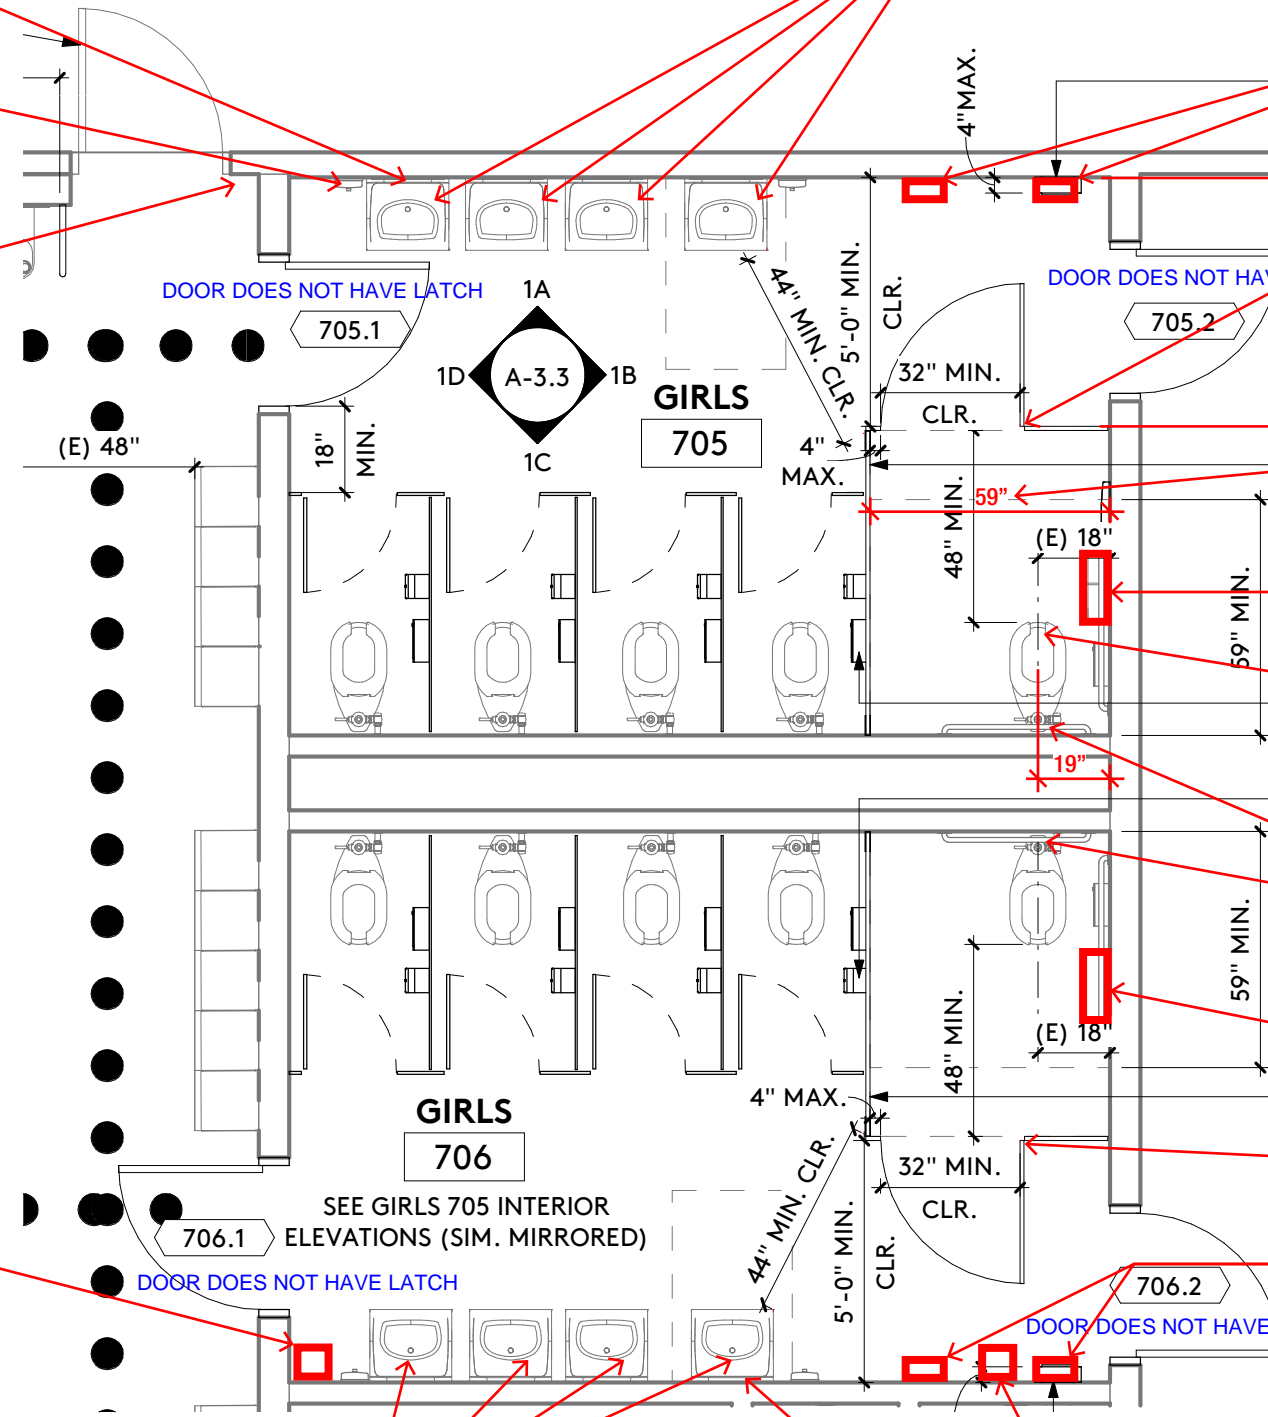 4"MAX.
DOOR DOES NOT HAVE LATCH
1A
705.1
1D
A-3.3
1B
1C
44" MIN. CLR.
5'-0" MIN.
CLR.
DOOR DOES NOT HA
705.2
32" MIN.
CLR.
GIRLS
705
(E) 48"
18"
MIN.
4"
MAX.
59"
48" MIN.
(E) 18"
59" MIN.
19"
59" MIN.
48" MIN.
(E) 18"
4" MAX.
GIRLS
706
SEE GIRLS 705 INTERIOR
ELEVATIONS (SIM. MIRRORED)
706.1
DOOR DOES NOT HAVE LATCH
44" MIN. CLR.
5'-0" MIN.
CLR.
32" MIN.
CLR.
706.2
DOOR DOES NOT HAVE